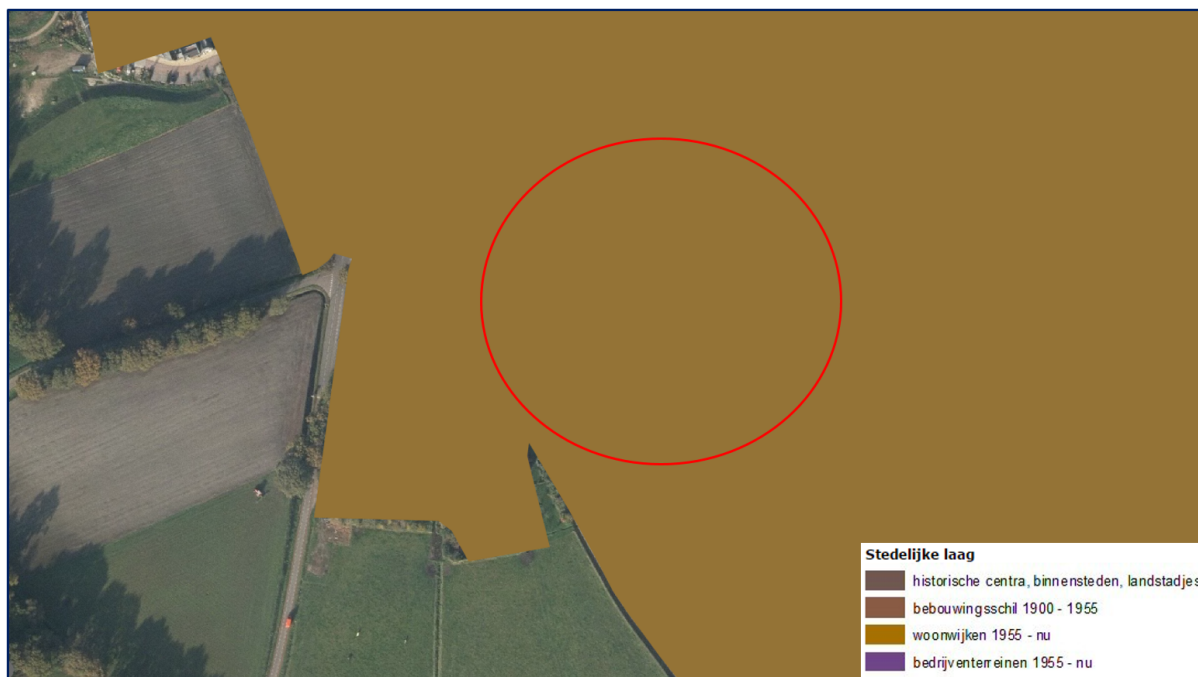 Stedelijke laag
historische centra, binnensteden, landstadjes
bebouwingsschil 1900 - 1955
woonwijken 1955 - nu
bedrijventerreinen 1955 - nu